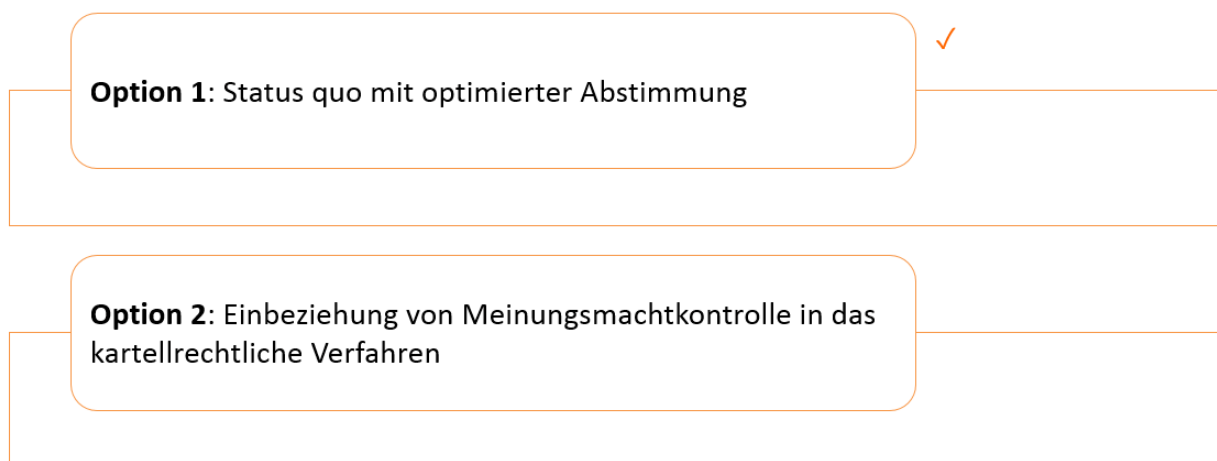 Option 1: Status quo mit optimierter Abstimmung
Option 2: Einbeziehung von Meinungsmachtkontrolle in das
kartellrechtliche Verfahren